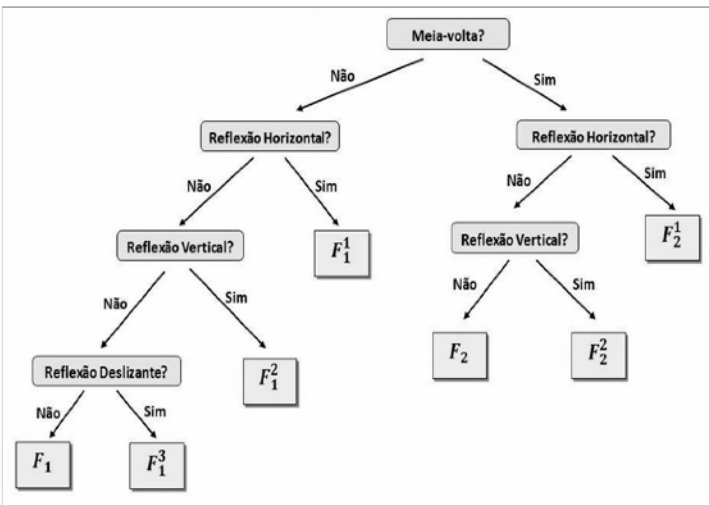 Meia-volta?
Não
Sim
Reflexão Horizontal?
Reflexão Horizontal?
Não
Sim
Não
Sim
Reflexão Vertical?
F₁¹
Reflexão Vertical?
F₂¹
Não
Sim
Não
Sim
Reflexão Deslizante?
F₁²
F₂
F₂²
Não
Sim
F₁
F₁³